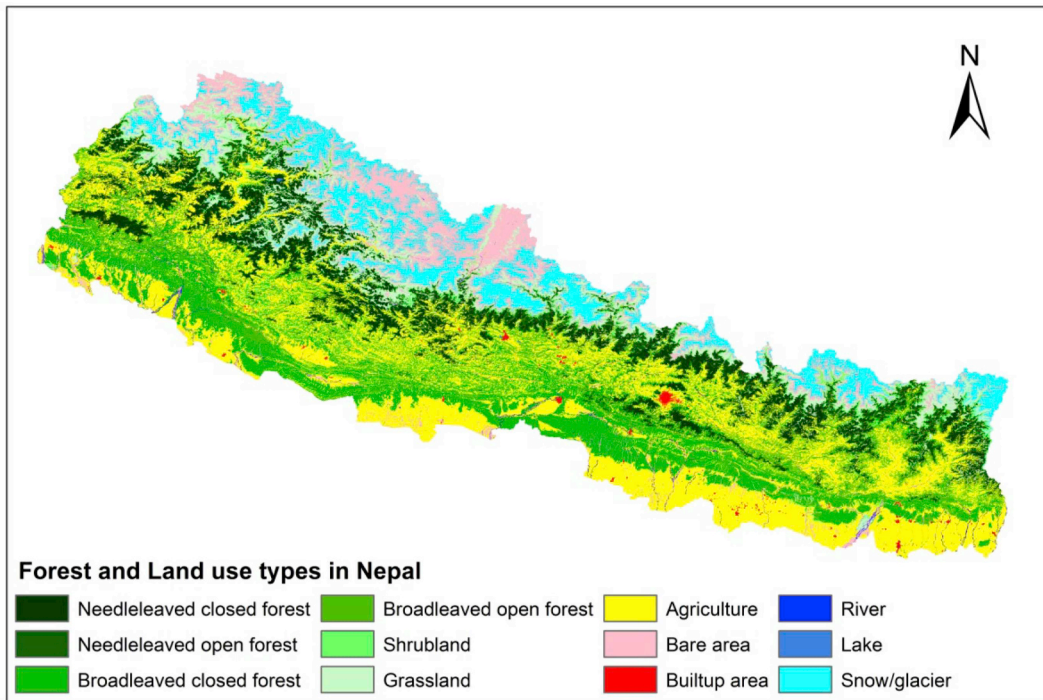 N
Forest and Land use types in Nepal
Needleleaved closed forest
Needleleaved open forest
Broadleaved closed forest
Broadleaved open forest
Shrubland
Grassland
Agriculture
Bare area
Builtup area
River
Lake
Snow/glacier